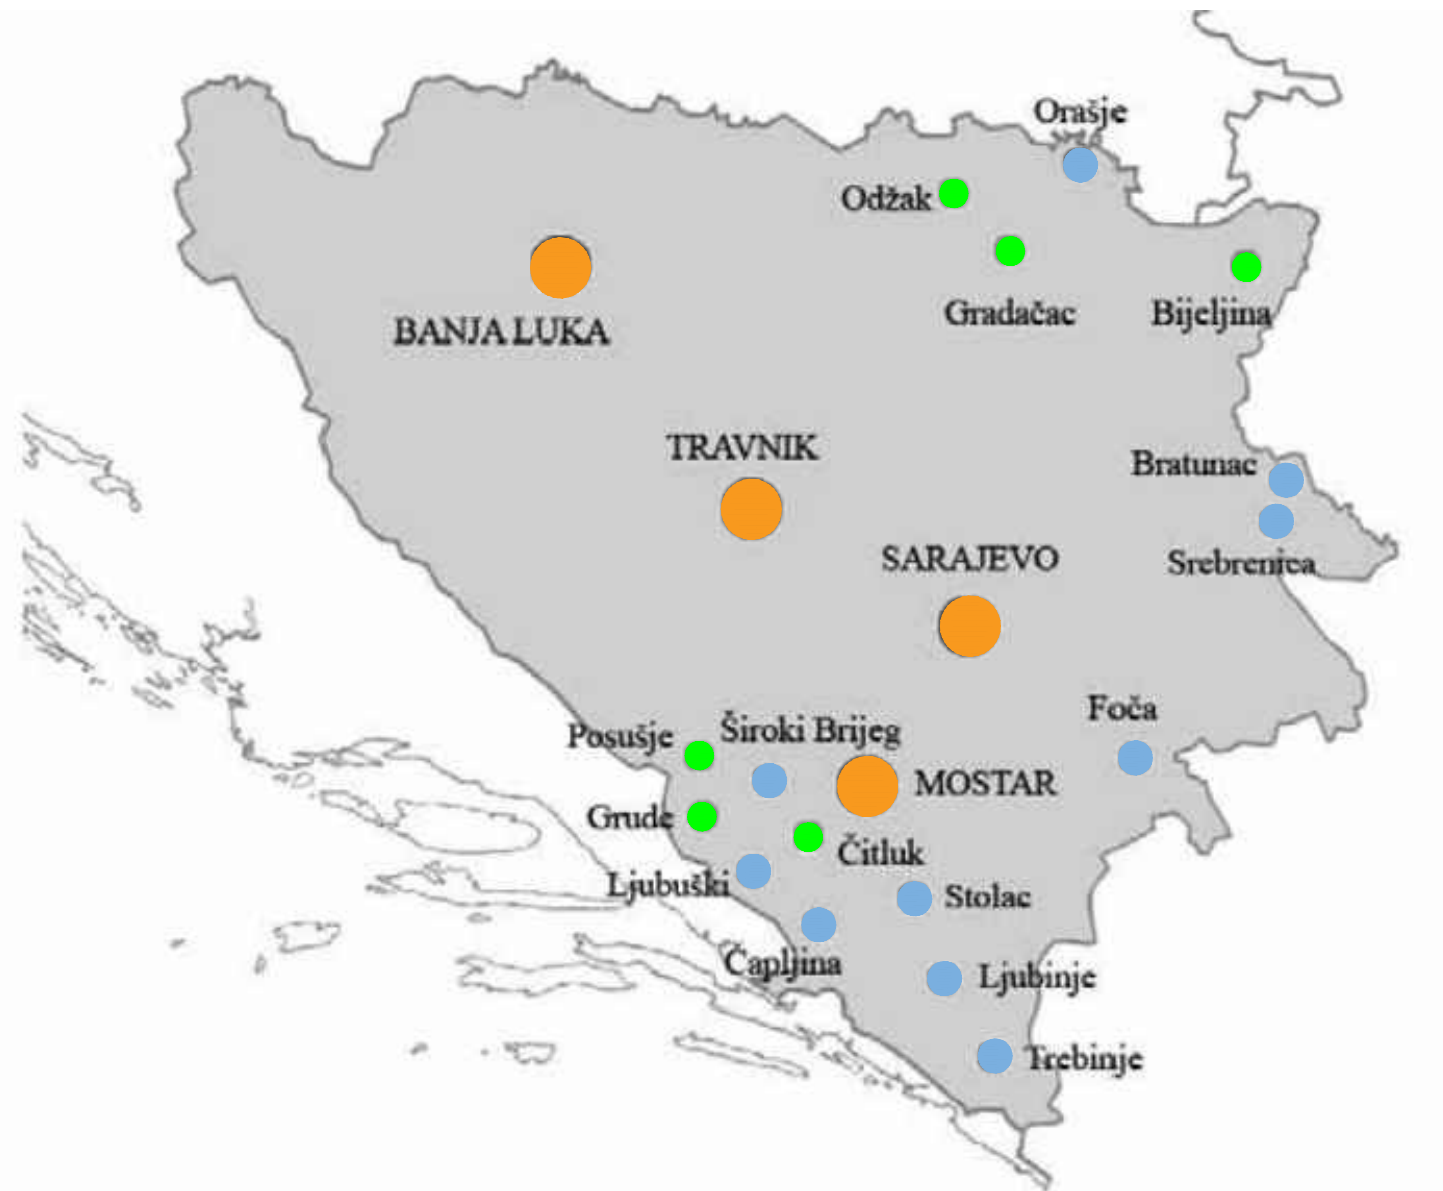 Orašje
Odžak
Gradačac
Bijeljina
BANJA LUKA
TRAVNIK
Bratunac
SARAJEVO
Srebrenica
Foča
Posušje
Široki Brijeg
MOSTAR
Grude
Čitluk
Ljubuški
Stolac
Čapljina
Ljubinje
Trebinje